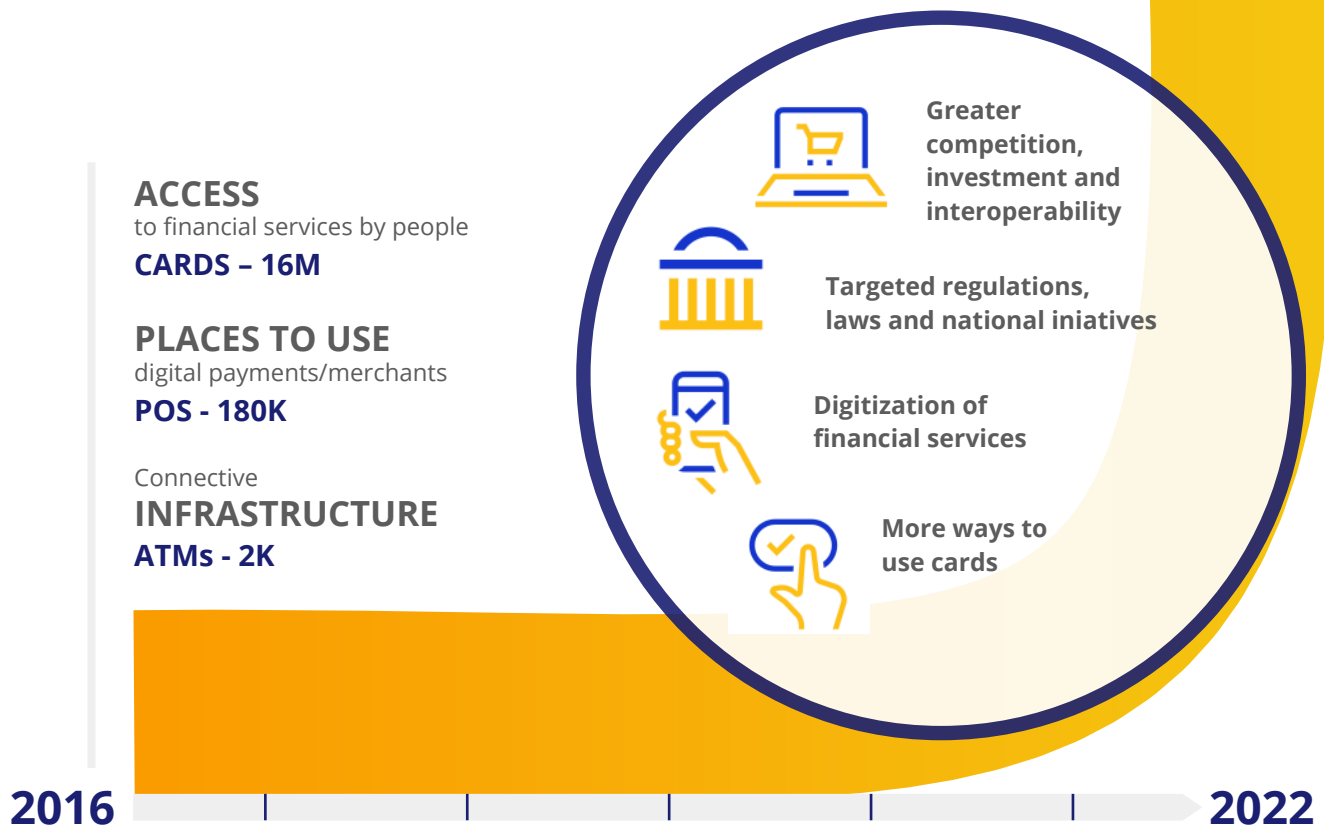 ACCESS
to financial services by people
CARDS – 16M
PLACES TO USE
digital payments/merchants
POS - 180K
Connective
INFRASTRUCTURE
ATMs - 2K
Greater
competition,
investment and
interoperability
Targeted regulations,
laws and national iniatives
Digitization of
financial services
More ways to
use cards
2016
2022